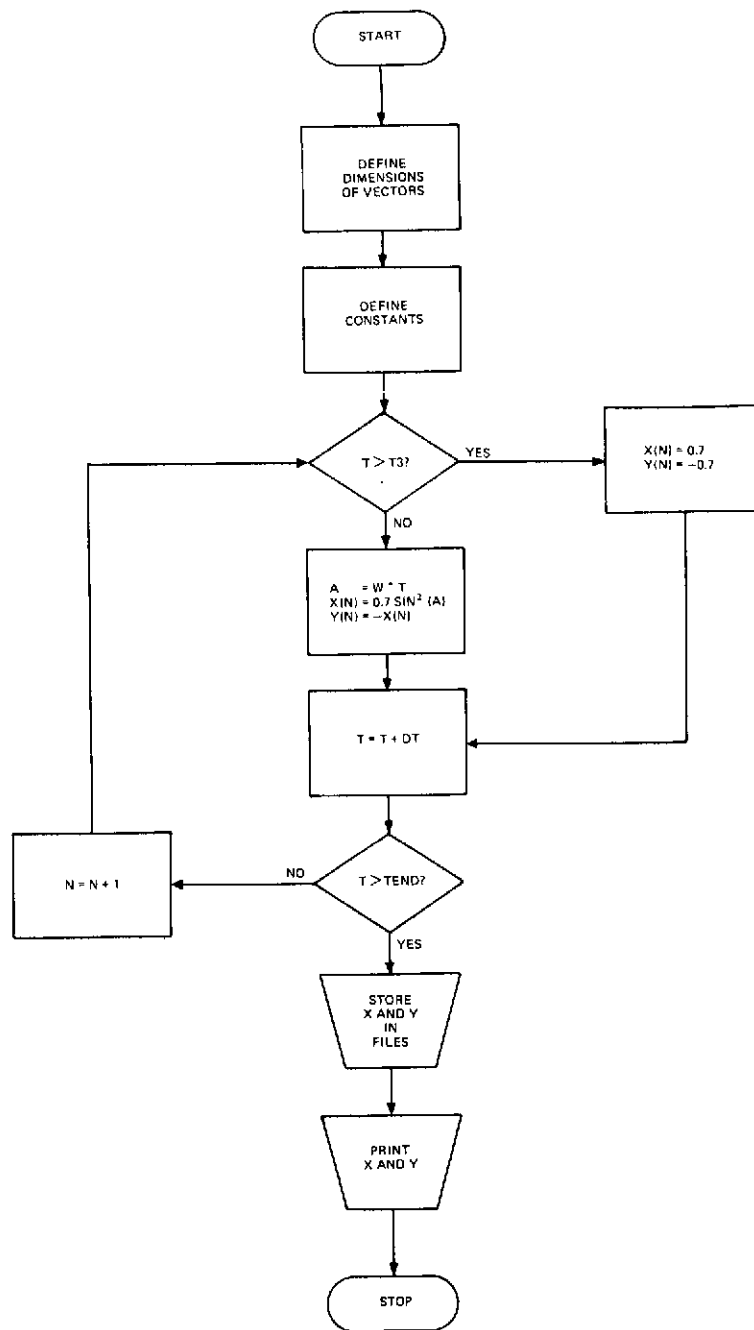 START
DEFINE
DIMENSIONS
OF VECTORS
DEFINE
CONSTANTS
T > T3?
YES
X(N) = 0.7
Y(N) = −0.7
NO
A = W * T
X(N) = 0.7 SIN² (A)
Y(N) = −X(N)
T = T + DT
T > TEND?
NO
N = N + 1
YES
STORE
X AND Y
IN
FILES
PRINT
X AND Y
STOP